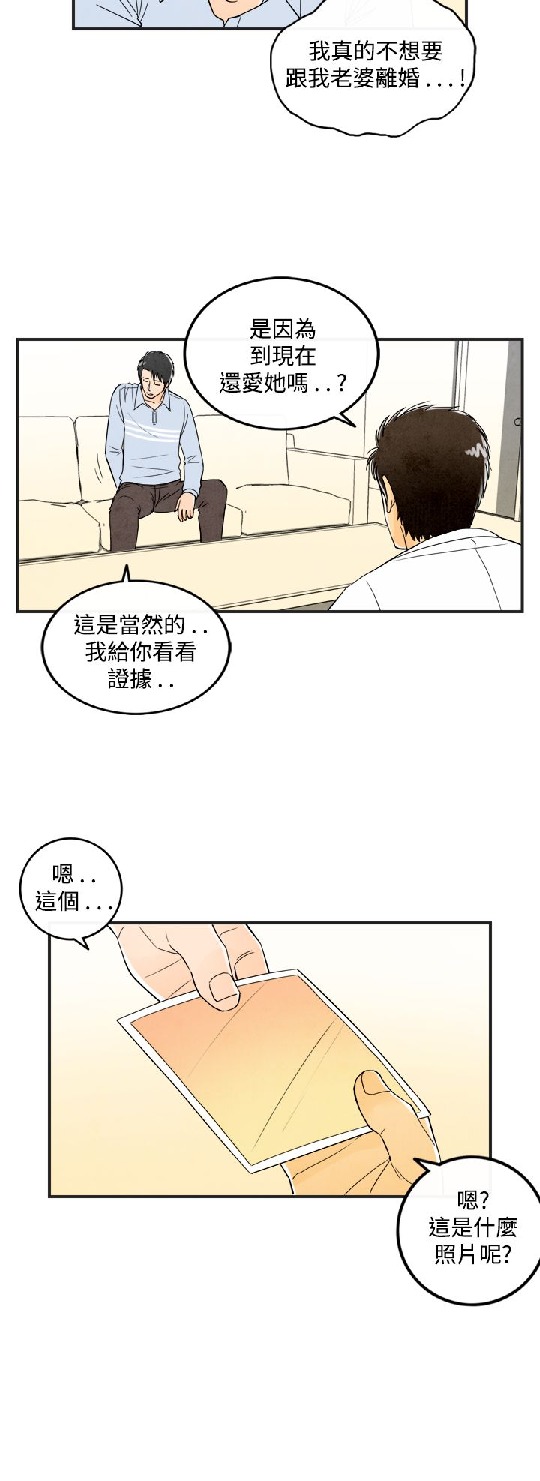 我真的不想要
跟我老婆離婚...!
是因為
到現在
還愛她嗎..?
這是當然的..
我給你看看
證據..
嗯..
這個...
嗯?
這是什麼
照片呢?